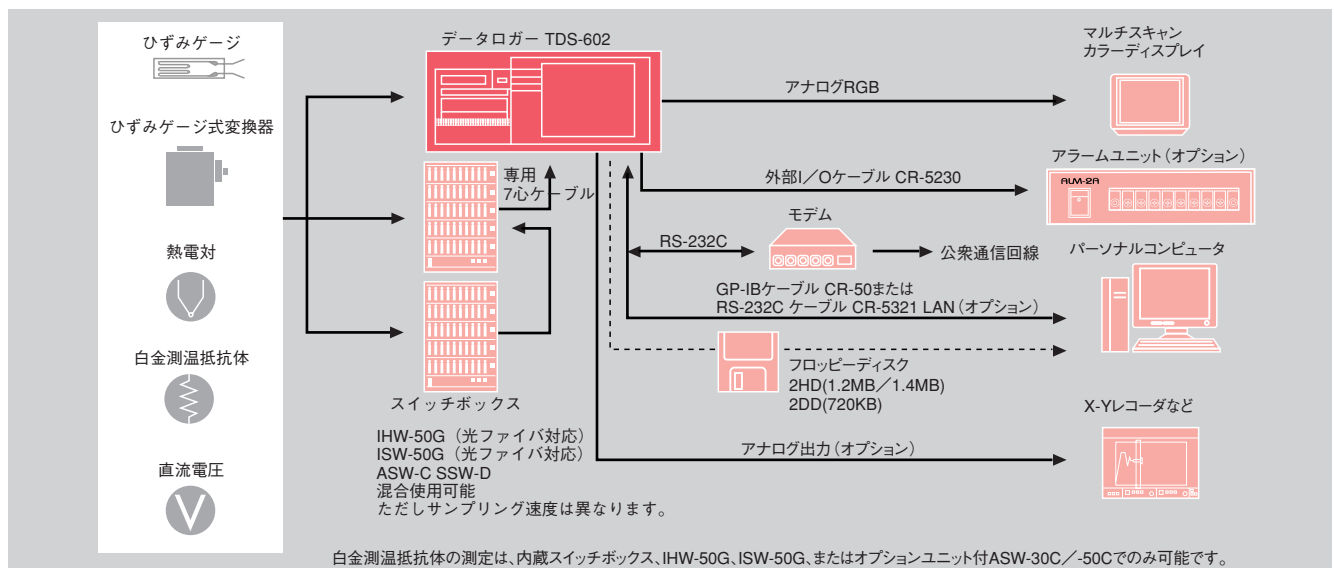 ひずみゲージ
ひずみゲージ式変換器
熱電対
白金測温抵抗体
直流電圧
V
データロガー TDS-602
専用
7心ケーブル
スイッチボックス
IHW-50G（光ファイバ対応）
ISW-50G（光ファイバ対応）
ASW-C SSW-D
混合使用可能
ただしサンプリング速度は異なります。
アナログRGB
マルチスキャン
カラーディスプレイ
外部I／Oケーブル CR-5230
アラームユニット（オプション）
ALM-2A
RS-232C
モデム
公衆通信回線
GP-IBケーブル CR-50または
RS-232C ケーブル CR-5321 LAN（オプション）
パーソナルコンピュータ
フロッピーディスク
2HD(1.2MB／1.4MB)
2DD(720KB)
アナログ出力（オプション）
X-Yレコーダなど
白金測温抵抗体の測定は、内蔵スイッチボックス、IHW-50G、ISW-50G、またはオプションユニット付ASW-30C／-50Cでのみ可能です。